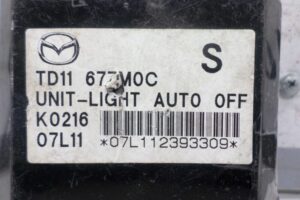 S
TD11 677M0C
UNIT-LIGHT AUTO OFF
K0216
07L11
*07L112393309*